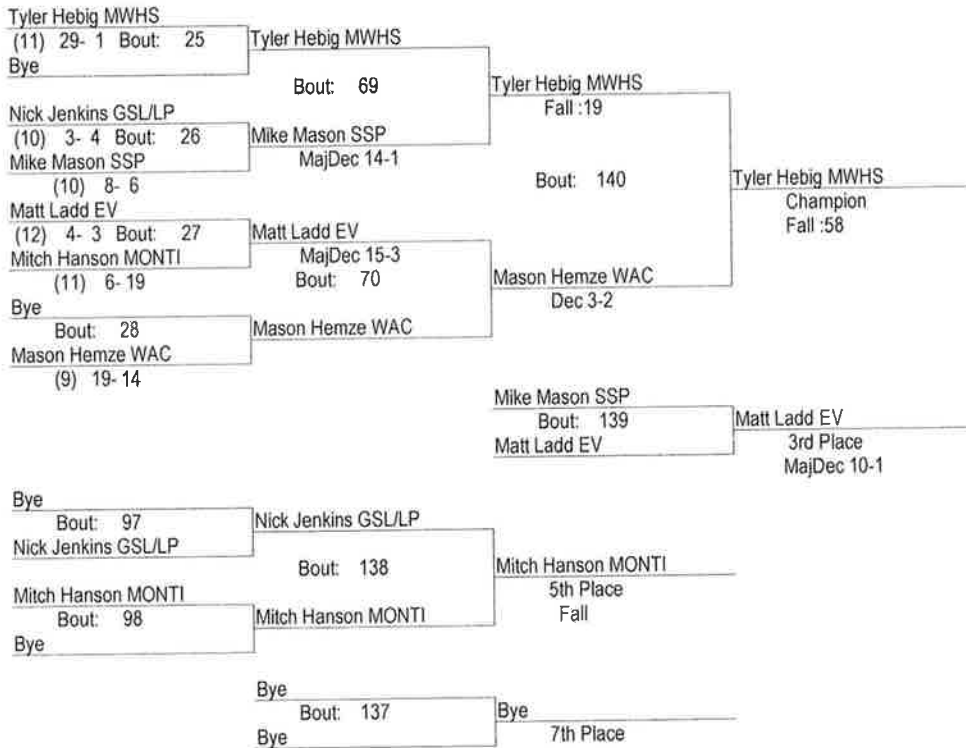 Tyler Hebig MWHS
(11) 29- 1 Bout: 25
Bye
Tyler Hebig MWHS
Bout: 69
Nick Jenkins GSL/LP
(10) 3- 4 Bout: 26
Mike Mason SSP
(10) 8- 6
Mike Mason SSP
MajDec 14-1
Tyler Hebig MWHS
Fall :19
Bout: 140
Matt Ladd EV
(12) 4- 3 Bout: 27
Mitch Hanson MONTI
(11) 6- 19
Matt Ladd EV
MajDec 15-3
Bout: 70
Bye
Bout: 28
Mason Hemze WAC
(9) 19- 14
Mason Hemze WAC
Mason Hemze WAC
Dec 3-2
Tyler Hebig MWHS
Champion
Fall :58
Mike Mason SSP
Bout: 139
Matt Ladd EV
Matt Ladd EV
3rd Place
MajDec 10-1
Bye
Bout: 97
Nick Jenkins GSL/LP
Nick Jenkins GSL/LP
Bout: 138
Mitch Hanson MONTI
Bout: 98
Bye
Mitch Hanson MONTI
Mitch Hanson MONTI
5th Place
Fall
Bye
Bout: 137
Bye
Bye
7th Place